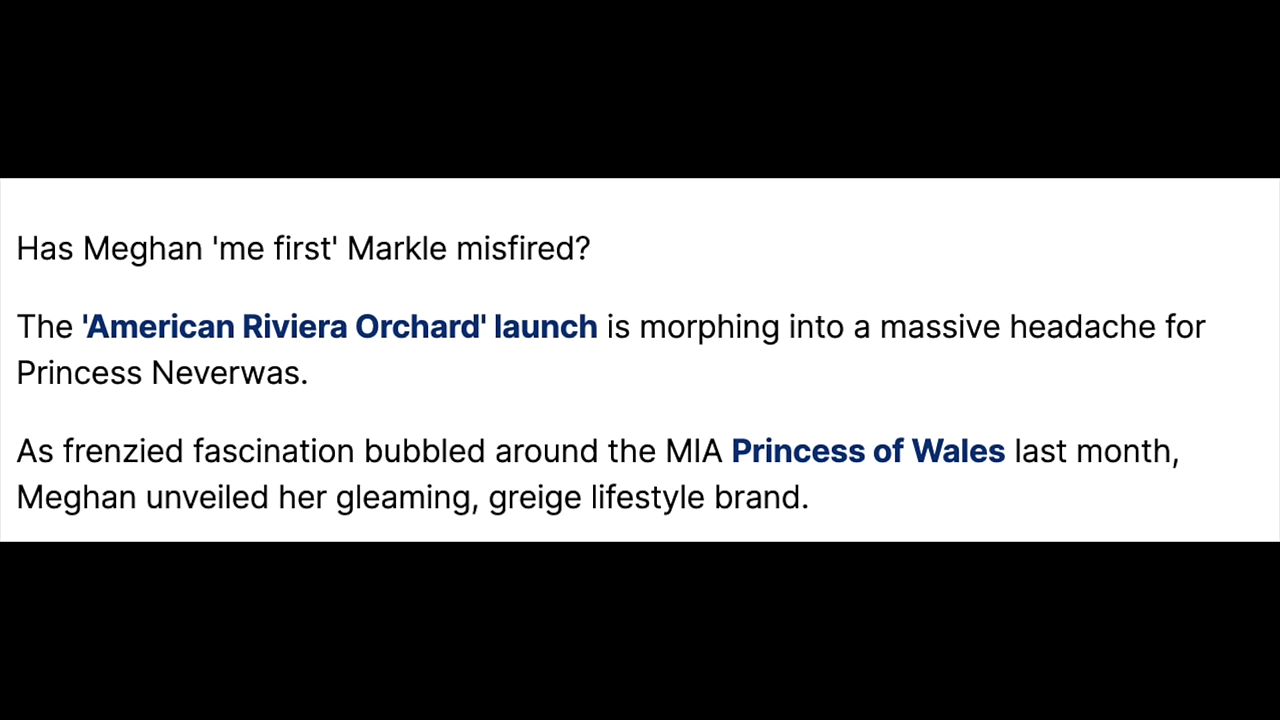 Has Meghan 'me first' Markle misfired?
The 'American Riviera Orchard' launch is morphing into a massive headache for
Princess Neverwas.
As frenzied fascination bubbled around the MIA Princess of Wales last month,
Meghan unveiled her gleaming, greige lifestyle brand.